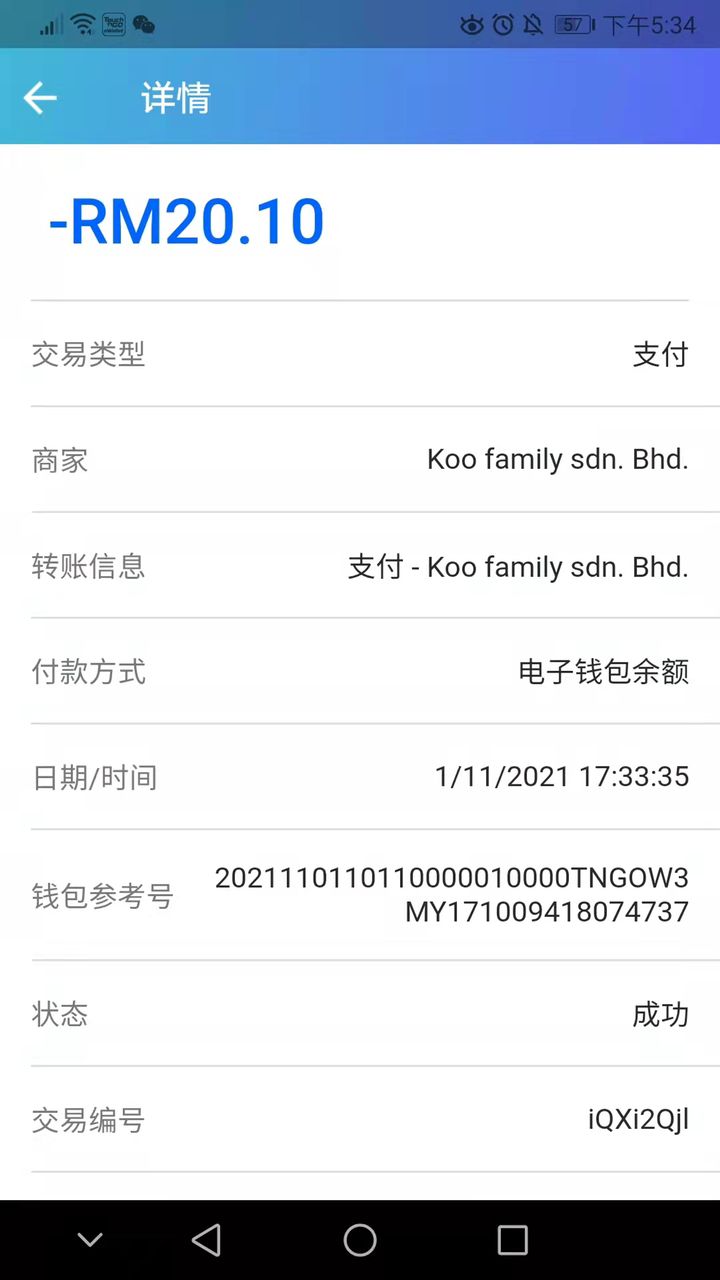 57 下午5:34
详情
-RM20.10
交易类型 支付
商家 Koo family sdn. Bhd.
转账信息 支付 - Koo family sdn. Bhd.
付款方式 电子钱包余额
日期/时间 1/11/2021 17:33:35
钱包参考号 2021110110110000010000TNGOW3
MY171009418074737
状态 成功
交易编号 iQXi2Qjl